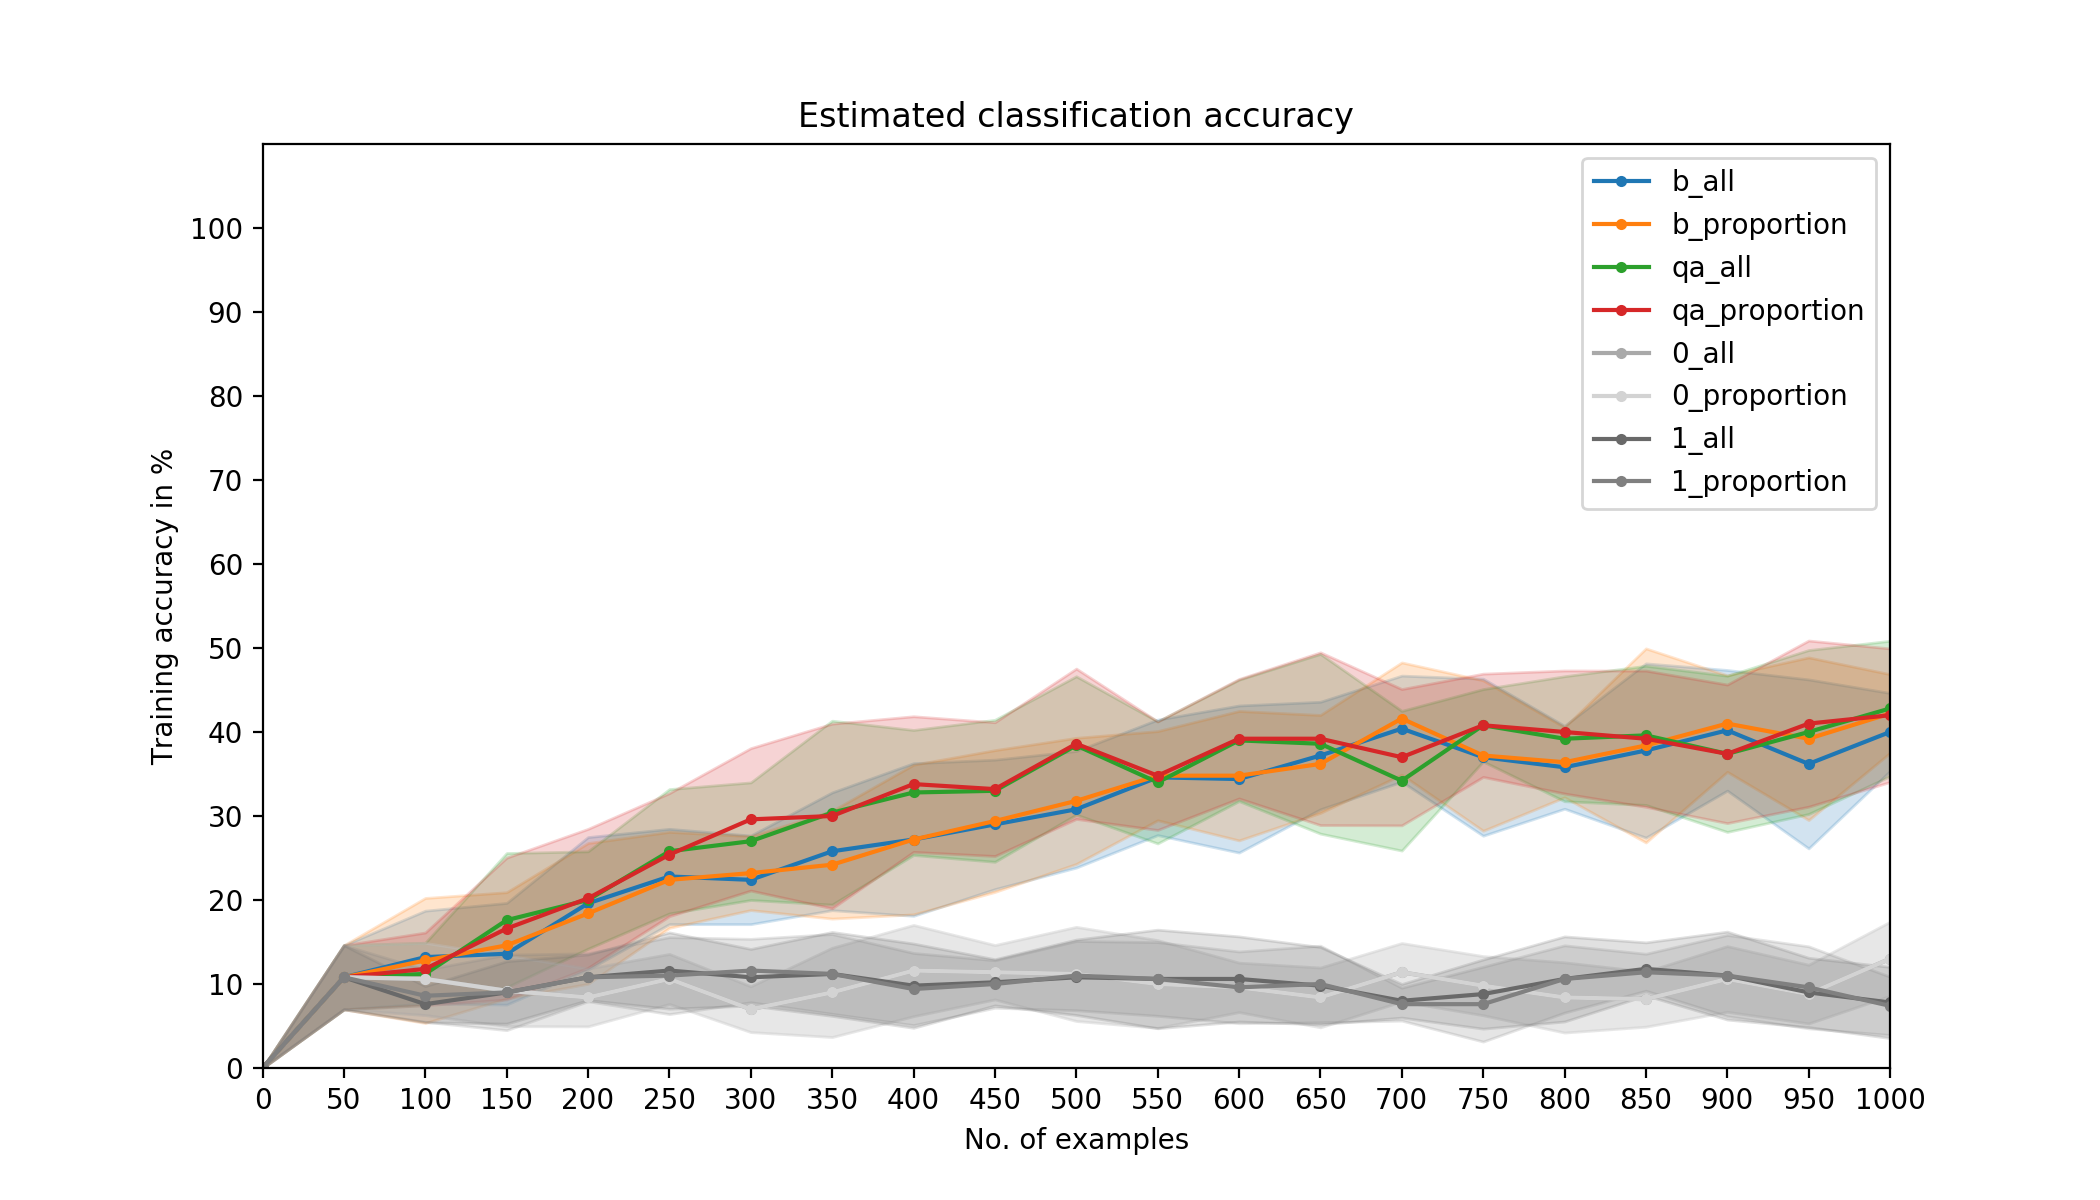 Estimated classification accuracy
b_all
b_proportion
qa_all
qa_proportion
0_all
0_proportion
1_all
1_proportion
Training accuracy in %
100
90
80
70
60
50
40
30
20
10
0
0 50 100 150 200 250 300 350 400 450 500 550 600 650 700 750 800 850 900 950 1000
No. of examples